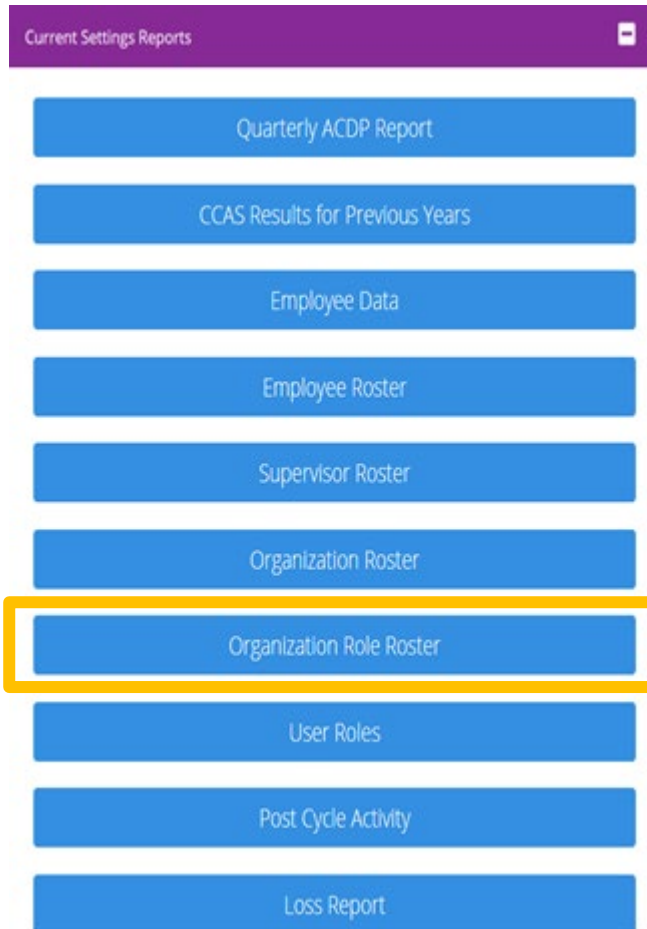 Current Settings Reports
Quarterly ACDP Report
CCAS Results for Previous Years
Employee Data
Employee Roster
Supervisor Roster
Organization Roster
Organization Role Roster
User Roles
Post Cycle Activity
Loss Report